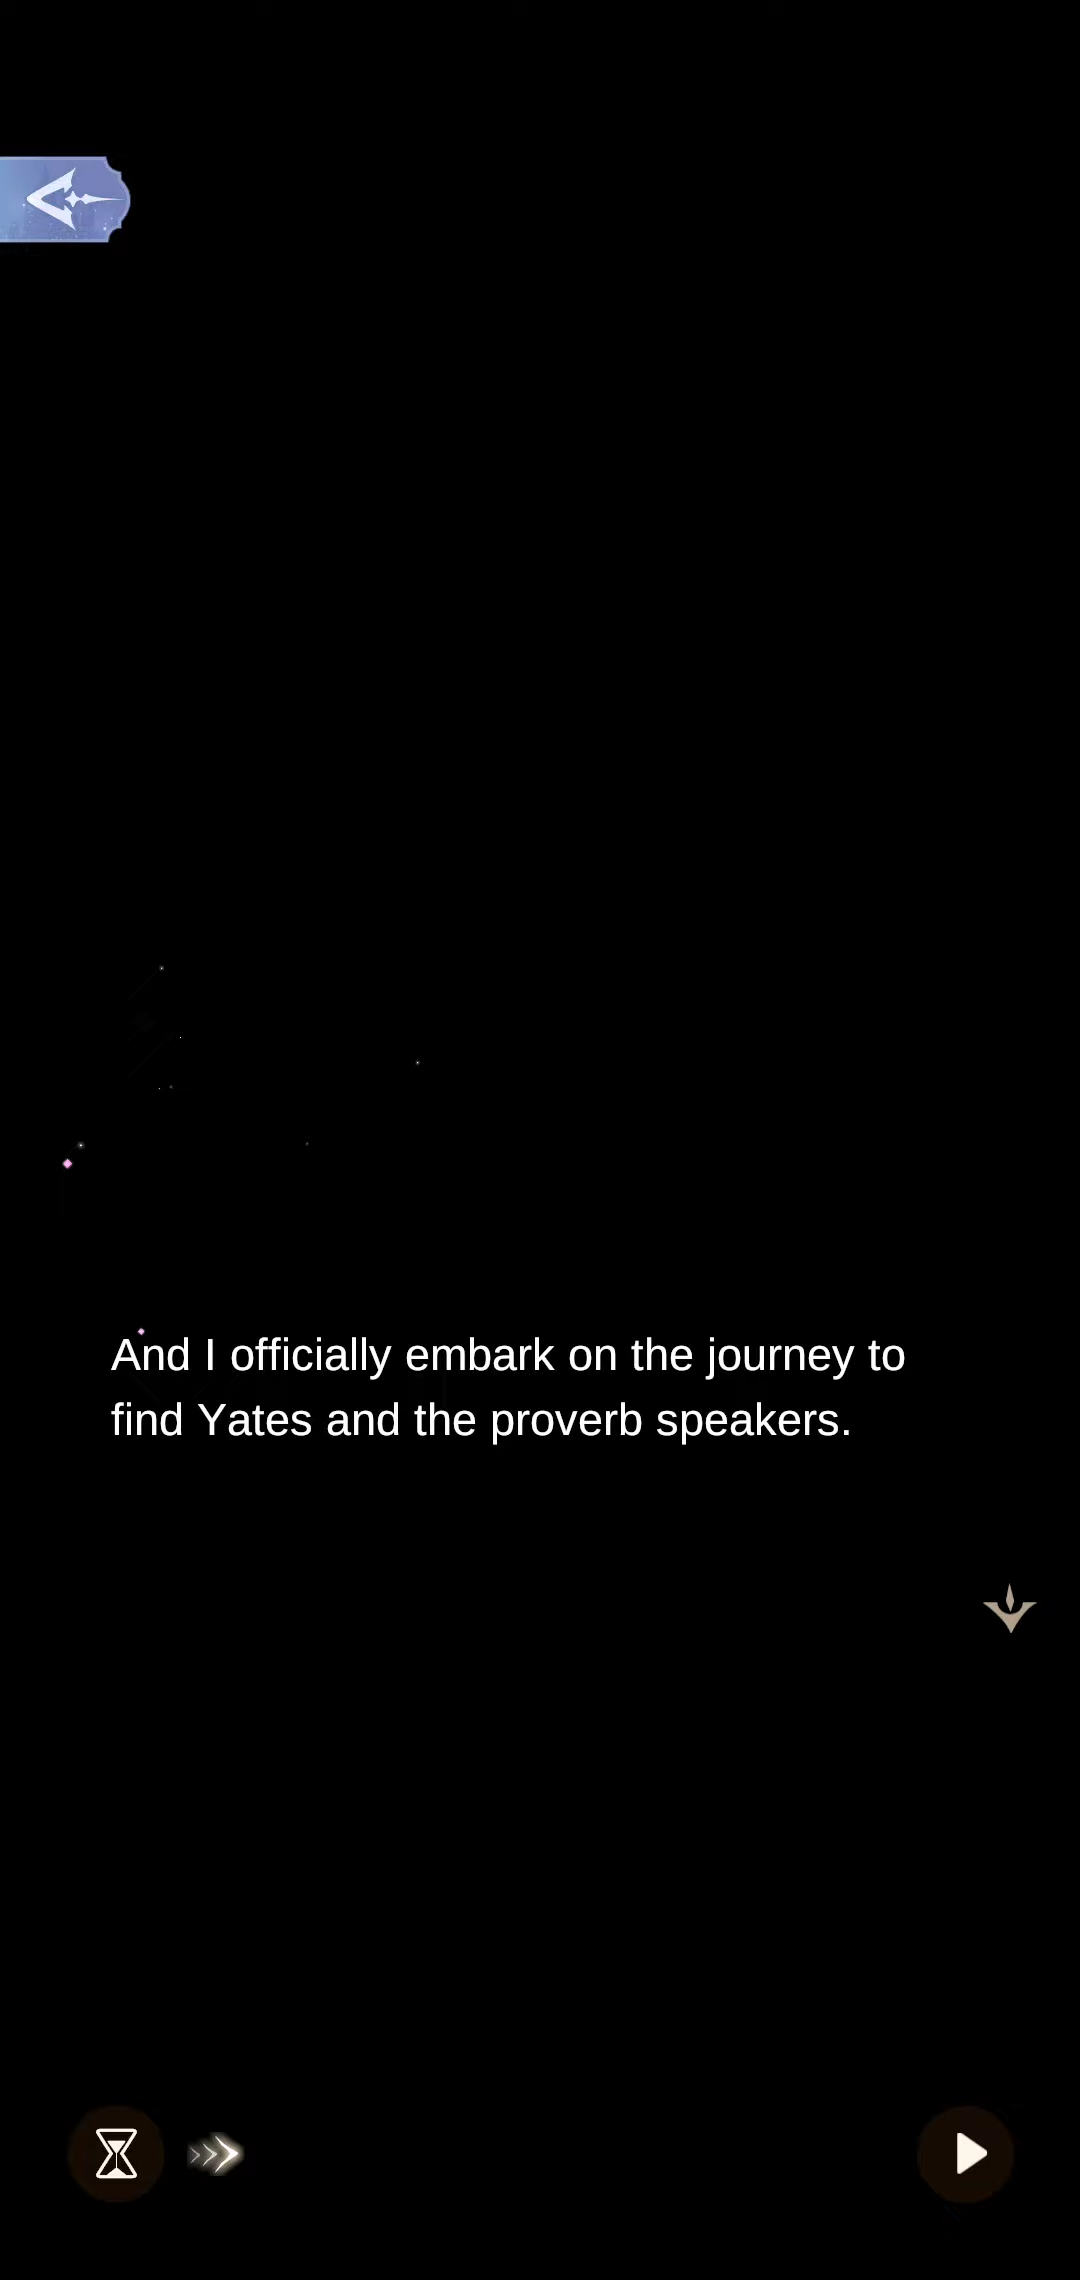 And I officially embark on the journey to
find Yates and the proverb speakers.